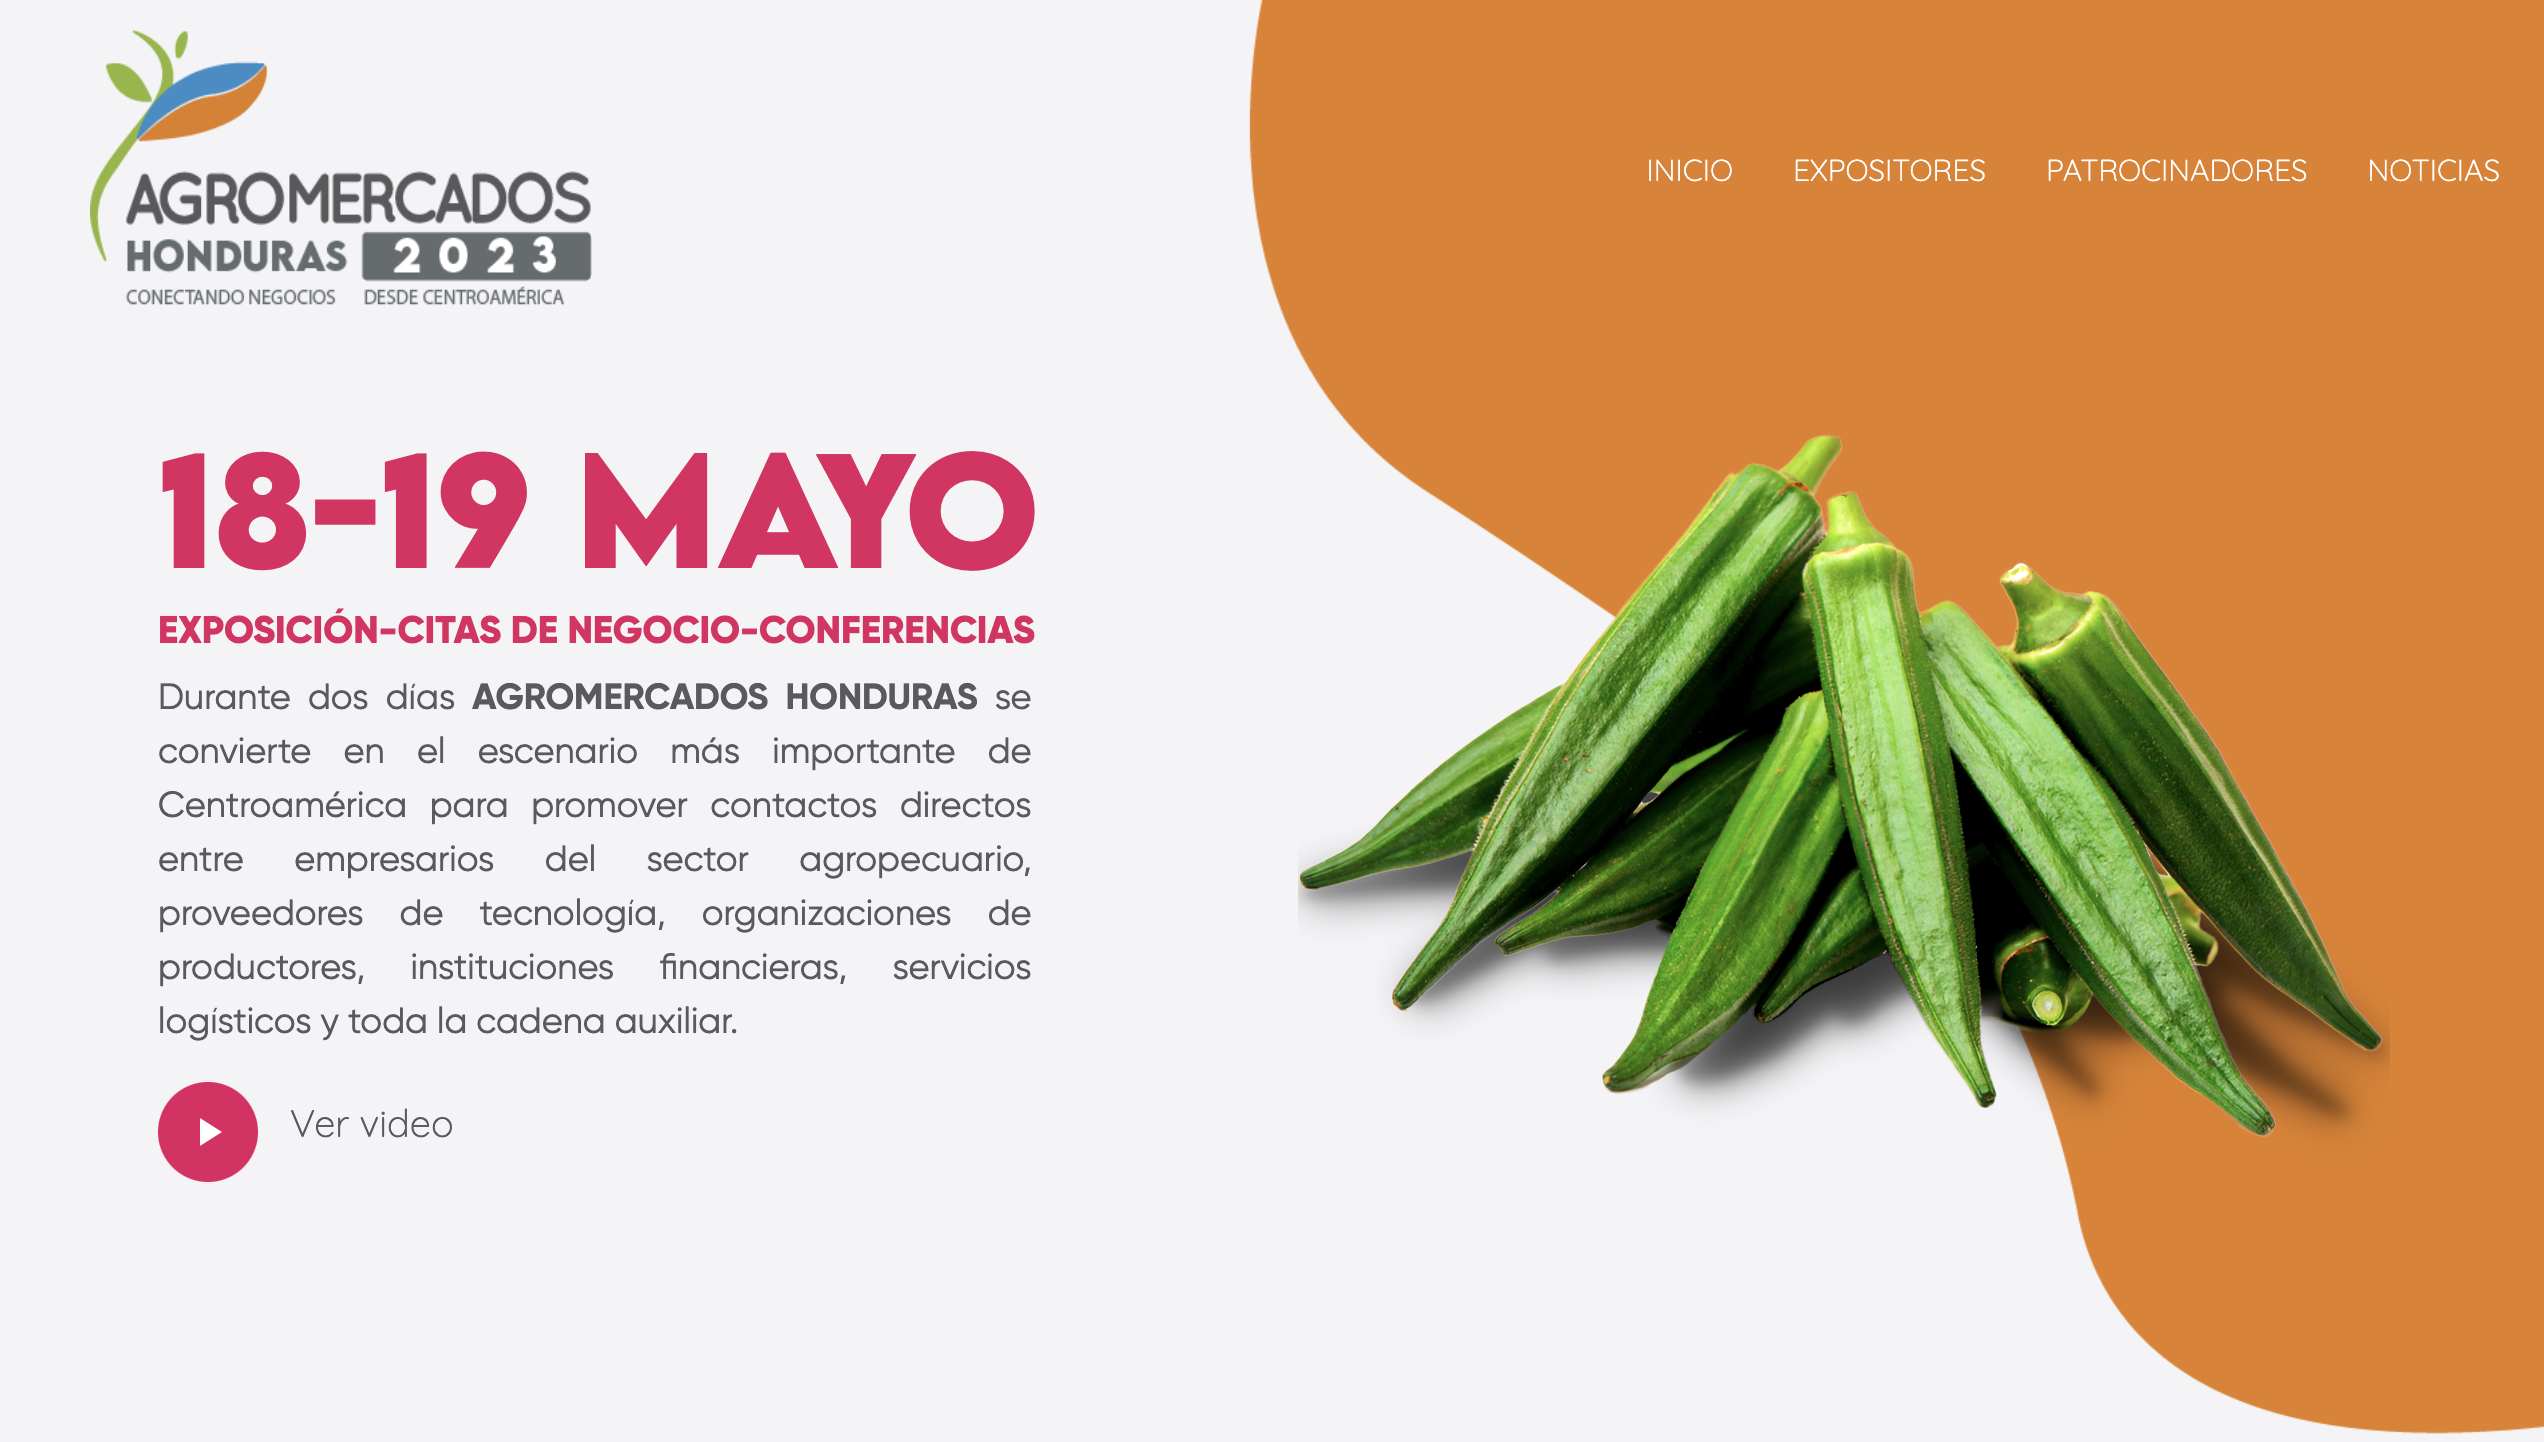 AGROMERCADOS
HONDURAS 2023
CONECTANDO NEGOCIOS DESDE CENTROAMÉRICA
INICIO EXPOSITORES PATROCINADORES NOTICIAS
18-19 MAYO
EXPOSICIÓN-CITAS DE NEGOCIO-CONFERENCIAS
Durante dos días AGROMERCADOS HONDURAS se
convierte en el escenario más importante de
Centroamérica para promover contactos directos
entre empresarios del sector agropecuario,
proveedores de tecnología, organizaciones de
productores, instituciones financieras, servicios
logísticos y toda la cadena auxiliar.
Ver video